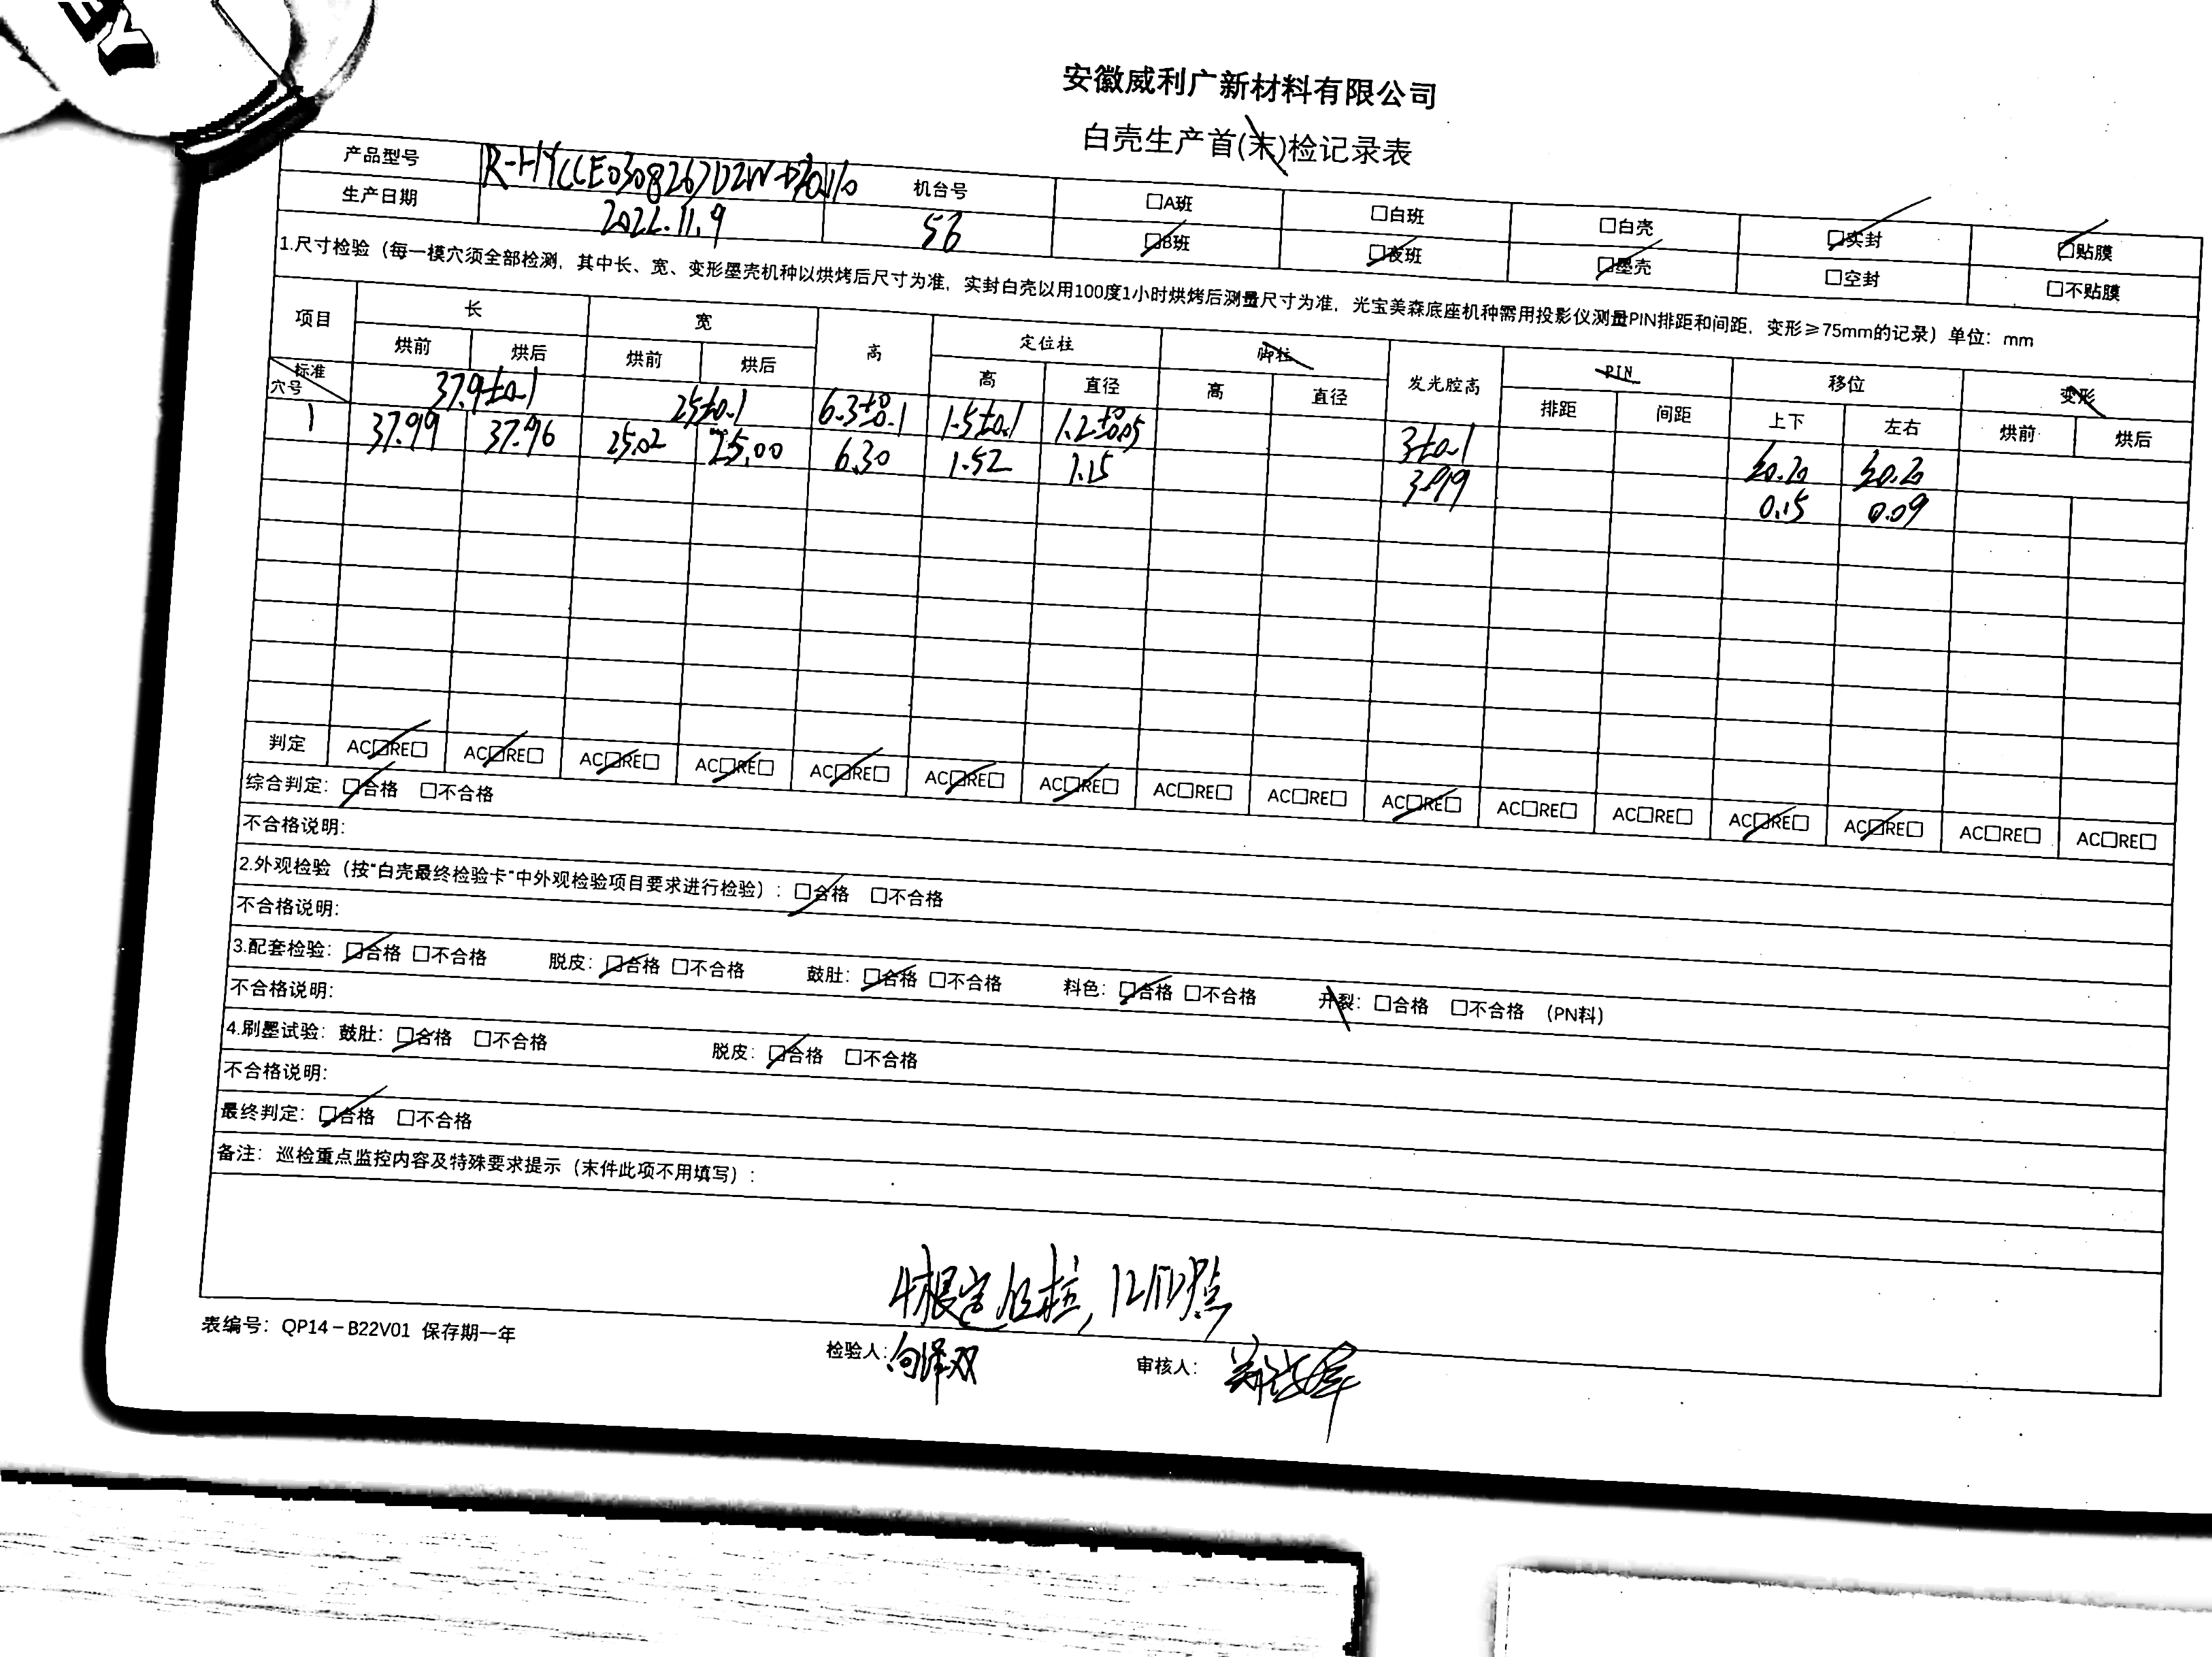 安徽威利广新材料有限公司
白壳生产首(末)检记录表
产品型号 机台号 □A班 □白班 □白壳 □实封 □贴膜
生产日期 2022.11.9 56 □B班 □夜班 □墨壳 □空封 □不贴膜
1.尺寸检验（每一模穴须全部检测，其中长、宽、变形墨壳机种以烘烤后尺寸为准，实封白壳以用100度1小时烘烤后测量尺寸为准，光宝美森底座机种需用投影仪测量PIN排距和间距，变形≥75mm的记录）单位：mm
项目 长 宽 高 定位柱 脚柱 发光腔高 PIN 移位 变形
烘前 烘后 烘前 烘后 高 直径 高 直径 排距 间距 上下 左右 烘前 烘后
标准 穴号 37.9±0.1 25±0.1 6.3±0.1 1.5±0.1 1.2±0.05 3±0.1 ≤0.20 ≤0.20
1 37.99 37.96 25.02 25.00 6.30 1.52 1.15 0.15 0.09
判定 AC□RE□ AC□RE□ AC□RE□ AC□RE□ AC□RE□ AC□RE□ AC□RE□ AC□RE□ AC□RE□ AC□RE□ AC□RE□ AC□RE□ AC□RE□ AC□RE□ AC□RE□ AC□RE□
综合判定：□合格 □不合格
不合格说明：
2.外观检验（按“白壳最终检验卡”中外观检验项目要求进行检验）：□合格 □不合格
不合格说明：
3.配套检验：□合格 □不合格 脱皮：□合格 □不合格 鼓肚：□合格 □不合格 料色：□合格 □不合格 开裂：□合格 □不合格 （PN料）
不合格说明：
4.刷墨试验：鼓肚：□合格 □不合格 脱皮：□合格 □不合格
不合格说明：
最终判定：□合格 □不合格
备注：巡检重点监控内容及特殊要求提示（末件此项不用填写）：
4根定位柱，12个
表编号：QP14－B22V01 保存期一年
检验人：向泽双 审核人：